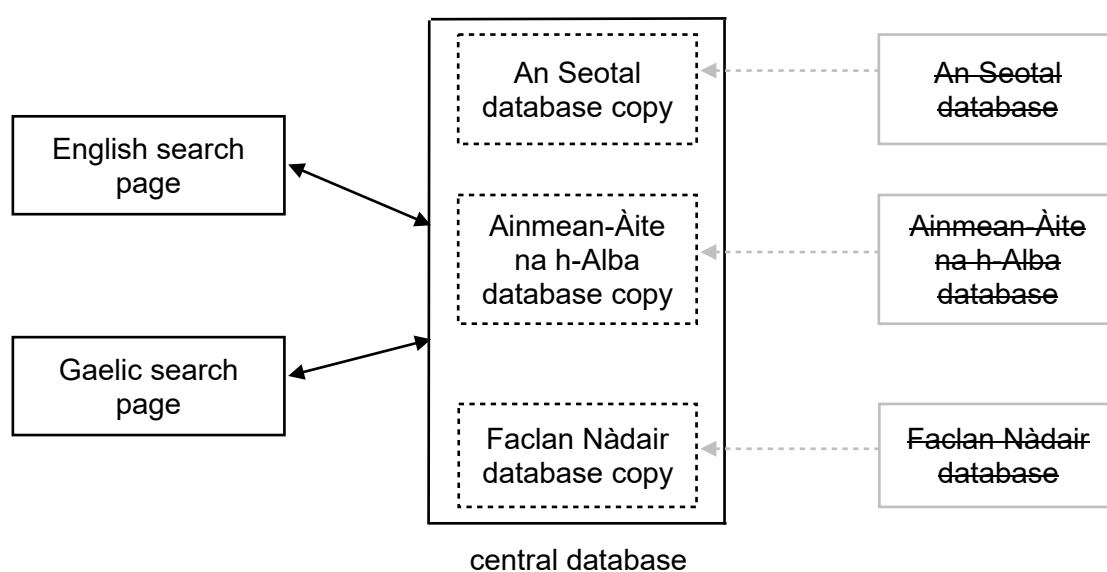 English search
page
Gaelic search
page
An Seotal
database copy
Ainmean-Àite
na h-Alba
database copy
Faclan Nàdair
database copy
central database
An Seotal
database
Ainmean-Àite
na h-Alba
database
Faclan Nàdair
database